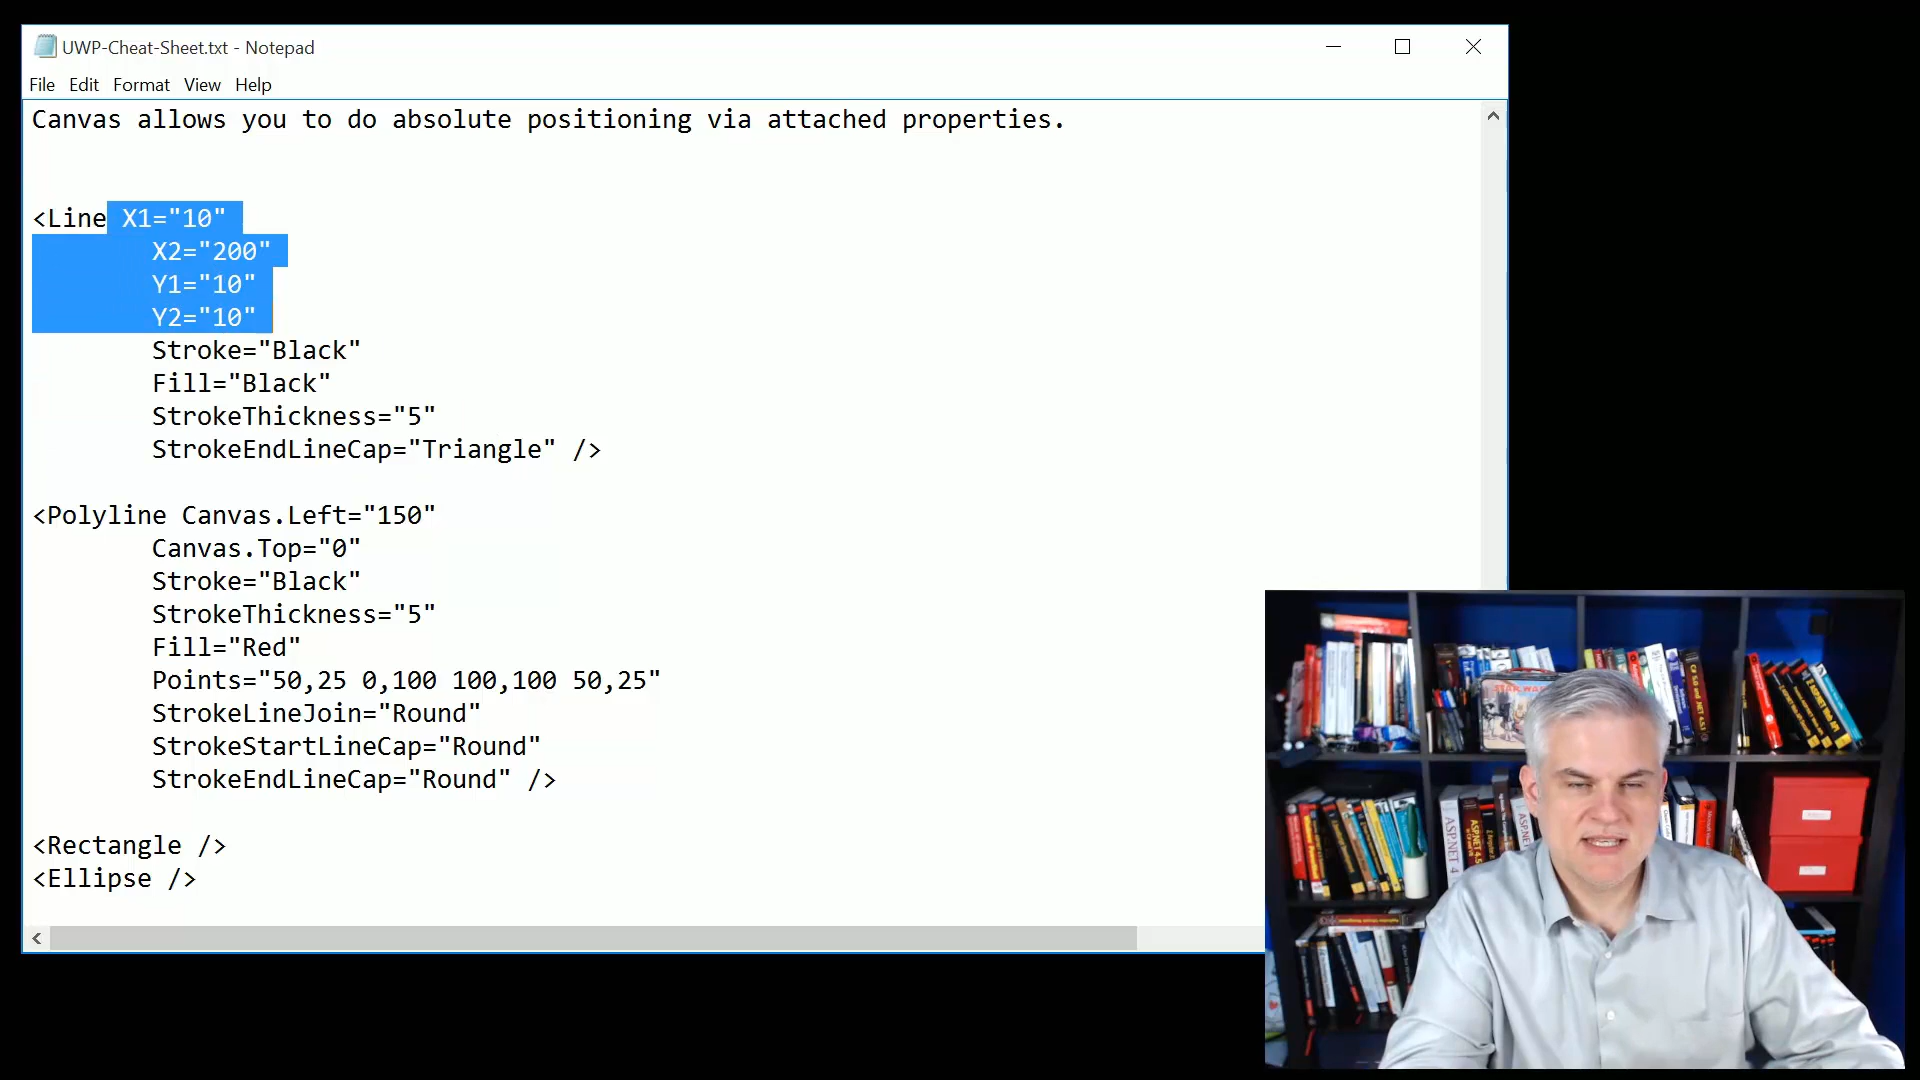 UWP-Cheat-Sheet.txt - Notepad
File Edit Format View Help
Canvas allows you to do absolute positioning via attached properties.
<Line X1="10"
X2="200"
Y1="10"
Y2="10"
Stroke="Black"
Fill="Black"
StrokeThickness="5"
StrokeEndLineCap="Triangle" />
<Polyline Canvas.Left="150"
Canvas.Top="0"
Stroke="Black"
StrokeThickness="5"
Fill="Red"
Points="50,25 0,100 100,100 50,25"
StrokeLineJoin="Round"
StrokeStartLineCap="Round"
StrokeEndLineCap="Round" />
<Rectangle />
<Ellipse />
STAR WARS